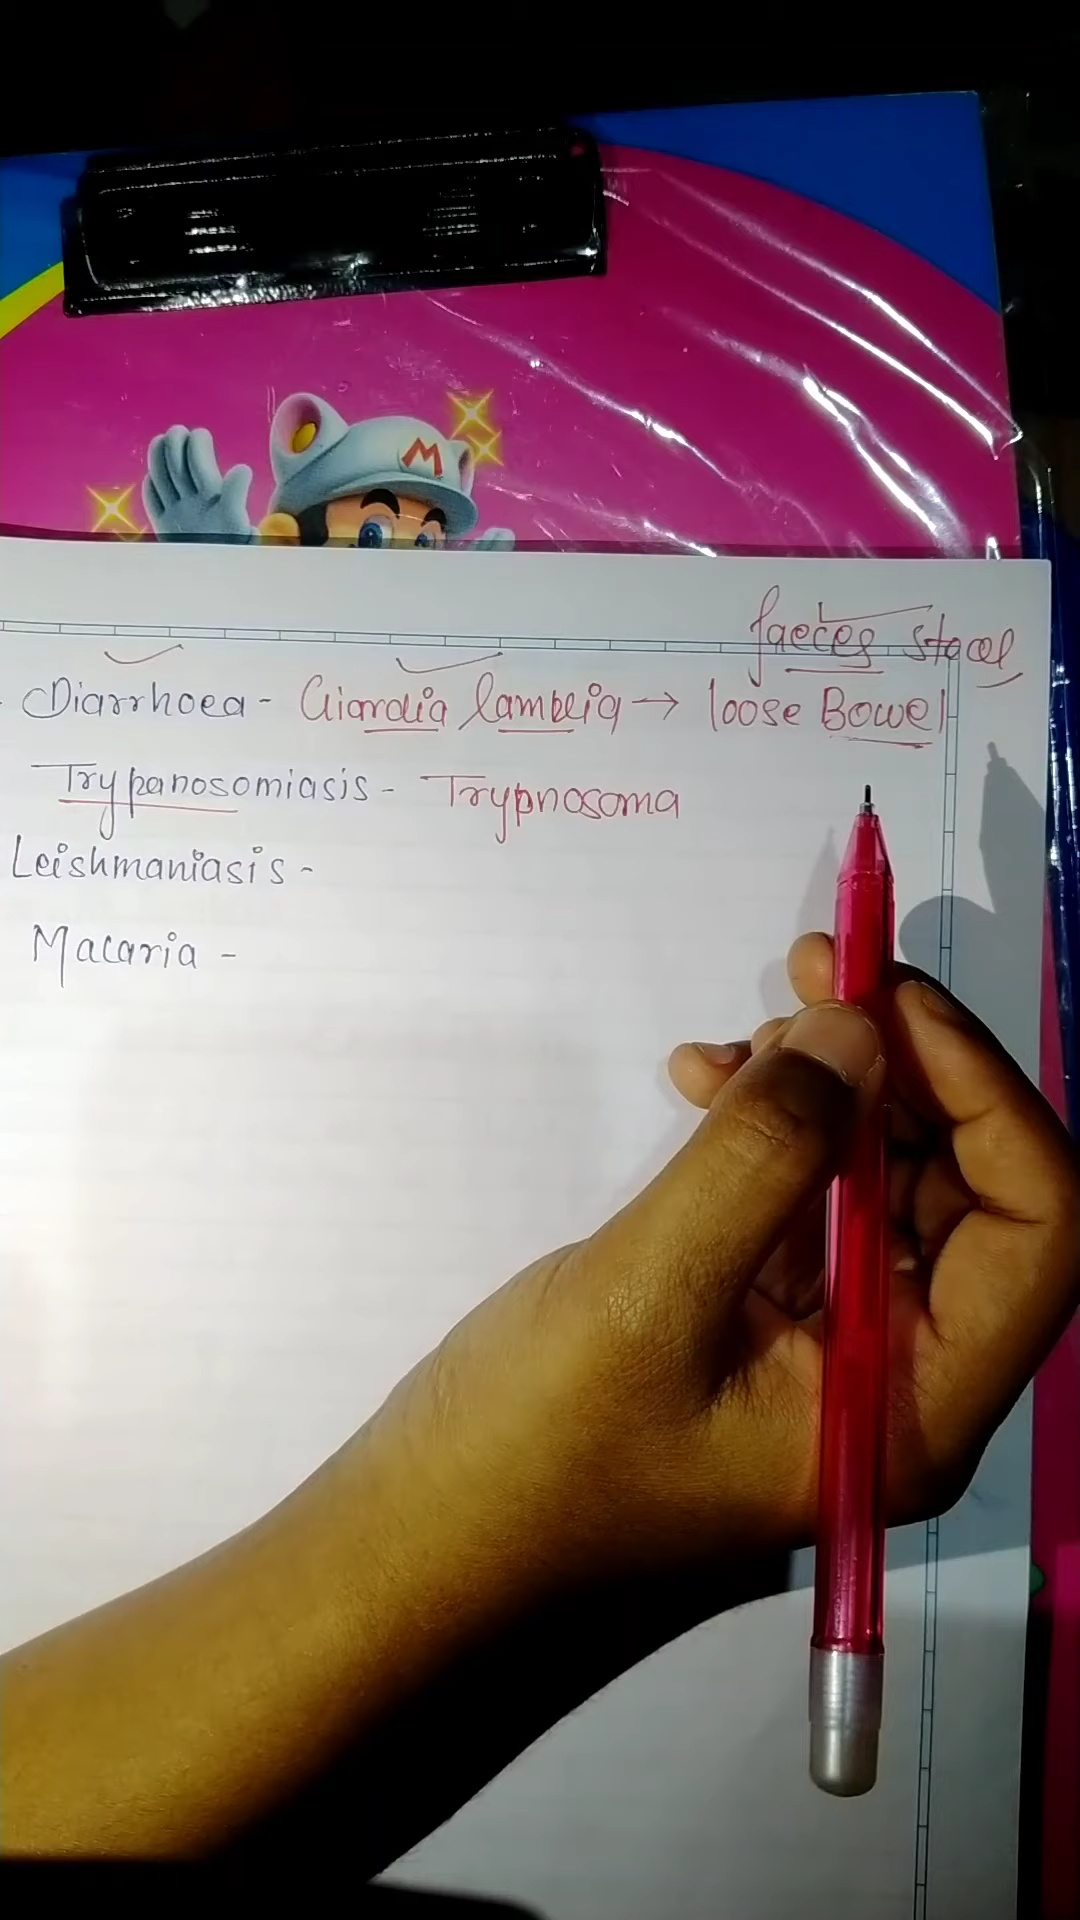 M
faeces stool
Diarrhoea - Giardia lamblia → loose Bowel
Trypanosomiasis - Trypnosoma
Leishmaniasis -
Malaria -